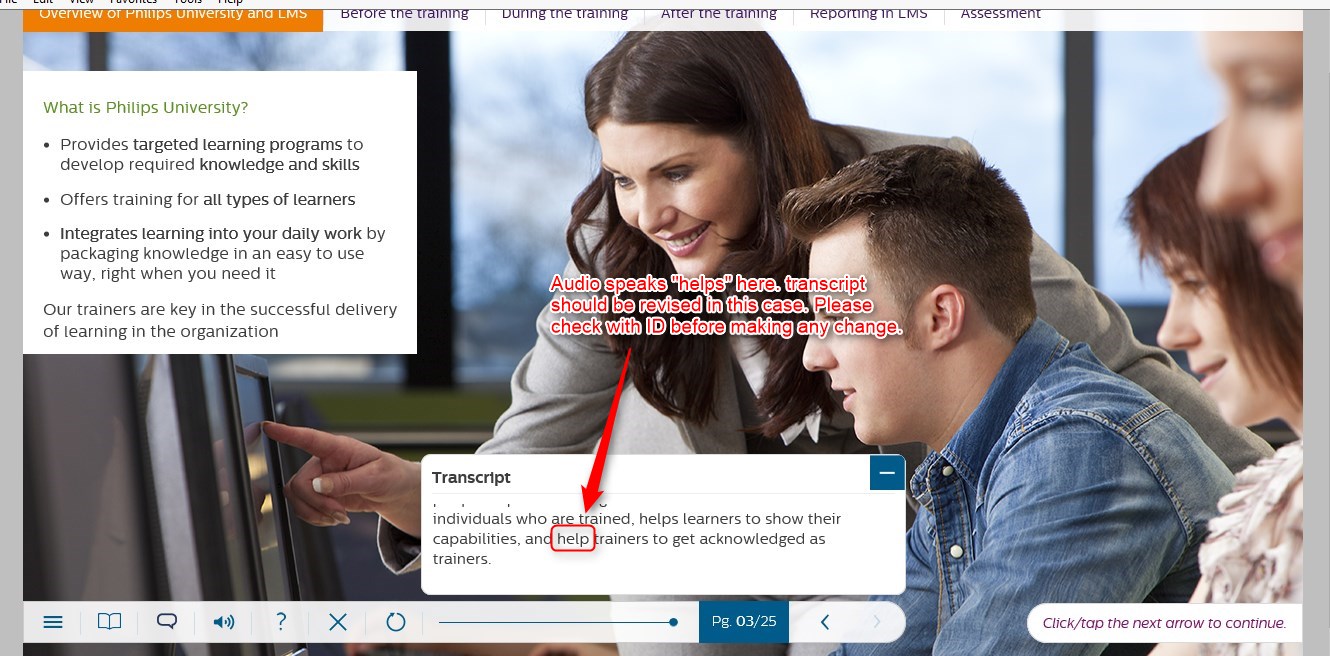 File Edit View Favorites Tools Help
Overview of Philips University and LMS Before the training During the training After the training Reporting in LMS Assessment
What is Philips University?
• Provides targeted learning programs to
develop required knowledge and skills
• Offers training for all types of learners
• Integrates learning into your daily work by
packaging knowledge in an easy to use
way, right when you need it
Our trainers are key in the successful delivery
of learning in the organization
Audio speaks "helps" here. transcript
should be revised in this case. Please
check with ID before making any change.
Transcript
individuals who are trained, helps learners to show their
capabilities, and help trainers to get acknowledged as
trainers.
?
Pg. 03/25
Click/tap the next arrow to continue.